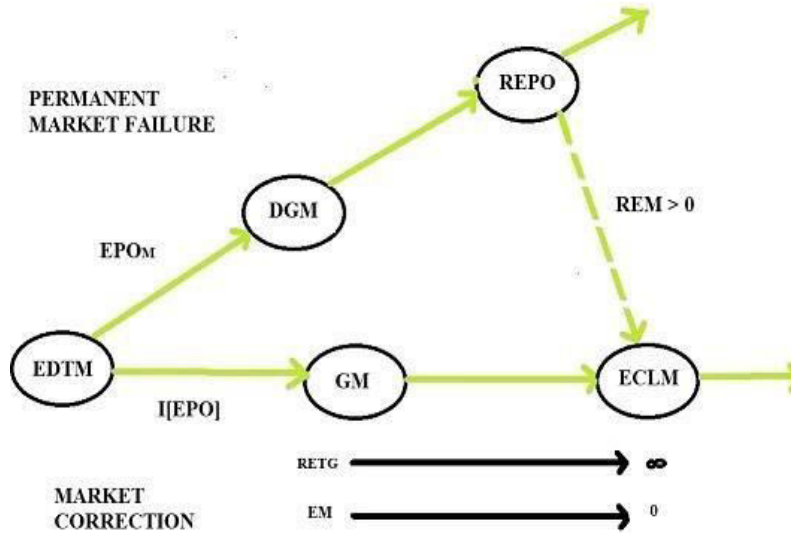 PERMANENT
MARKET FAILURE
REPO
DGM
REM > 0
EPOM
EDTM
GM
ECLM
I[EPO]
RETG ∞
MARKET
CORRECTION
EM 0